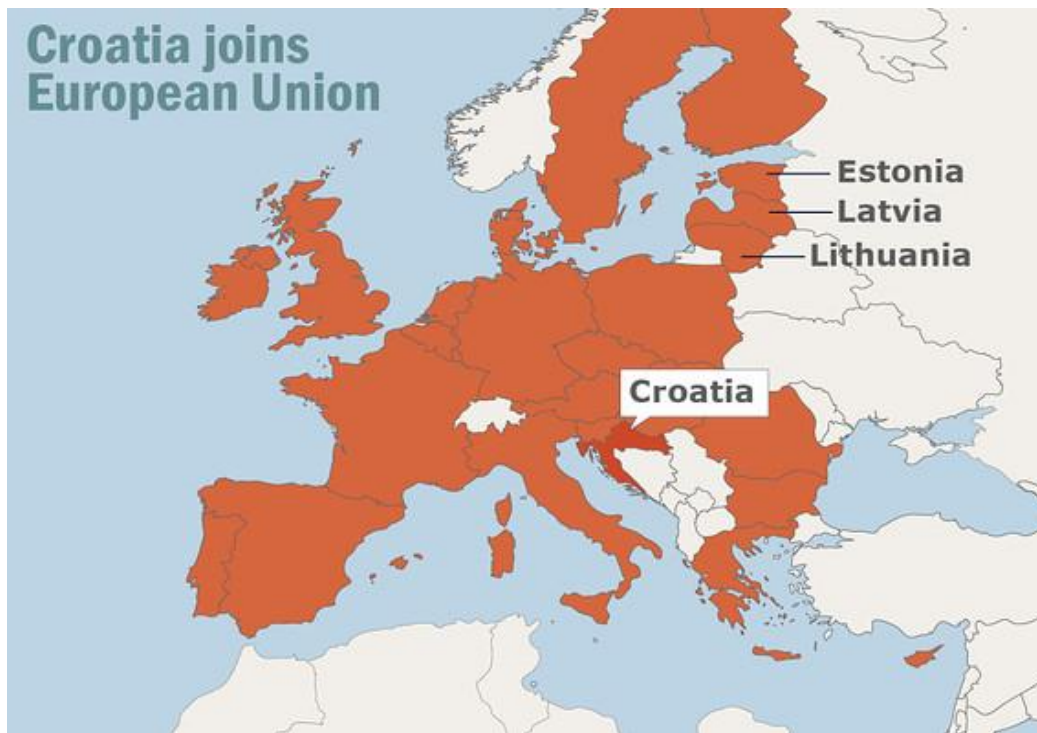 Croatia joins
European Union
Estonia
Latvia
Lithuania
Croatia